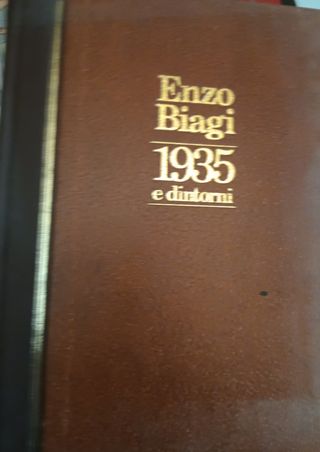 Enzo
Biagi
1935
e dintorni